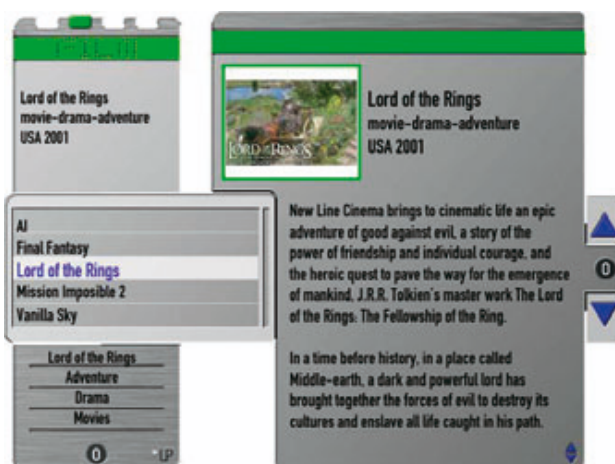 FILM
Lord of the Rings
movie-drama-adventure
USA 2001
AI
Final Fantasy
Lord of the Rings
Mission Imposible 2
Vanilla Sky
Lord of the Rings
Adventure
Drama
Movies
O
LP
LORD OF THE RINGS
Lord of the Rings
movie-drama-adventure
USA 2001
New Line Cinema brings to cinematic life an epic
adventure of good against evil, a story of the
power of friendship and individual courage, and
the heroic quest to pave the way for the emergence
of mankind, J.R.R. Tolkien's master work The Lord
of the Rings: The Fellowship of the Ring.
In a time before history, in a place called
Middle-earth, a dark and powerful lord has
brought together the forces of evil to destroy its
cultures and enslave all life caught in his path.
O